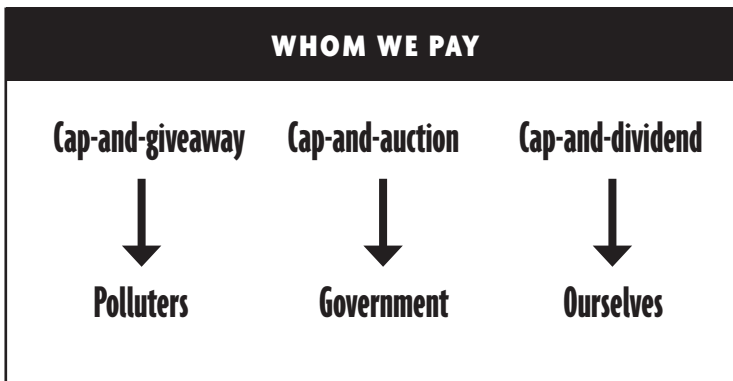 WHOM WE PAY
Cap-and-giveaway Cap-and-auction Cap-and-dividend
Polluters Government Ourselves